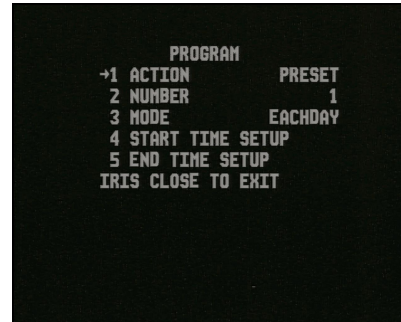 PROGRAM
→1 ACTION PRESET
2 NUMBER 1
3 MODE EACHDAY
4 START TIME SETUP
5 END TIME SETUP
IRIS CLOSE TO EXIT